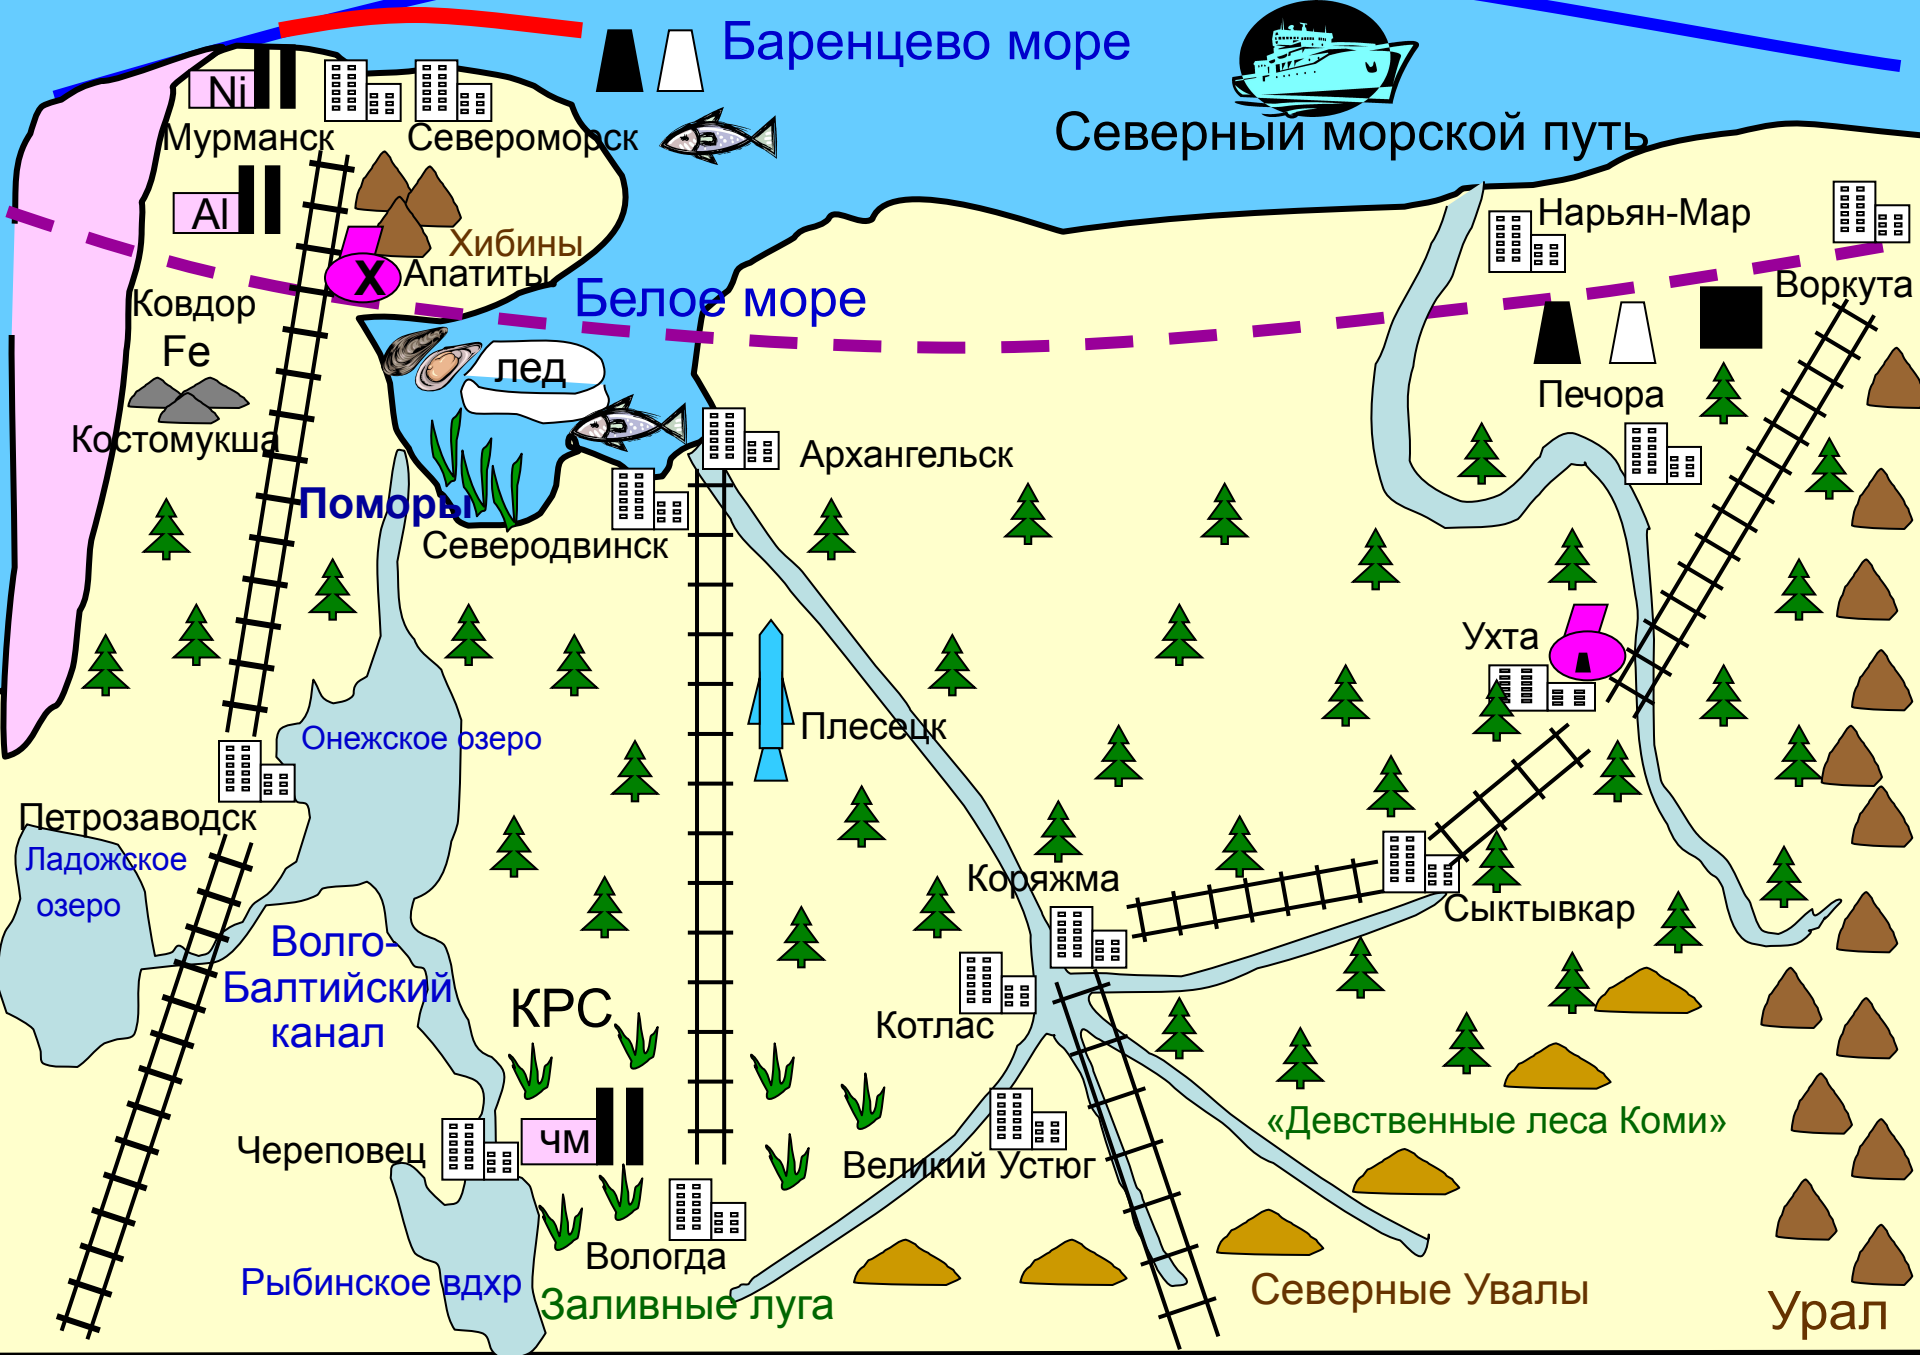 Баренцево море
Ni
Мурманск
Североморск
Северный морской путь
Al
Нарьян-Мар
Хибины
X
Апатиты
Белое море
Воркута
Ковдор
Fe
лед
Печора
Костомукша
Архангельск
Поморы
Северодвинск
Ухта
Плесецк
Онежское озеро
Петрозаводск
Ладожское
озеро
Коряжма
Сыктывкар
Волго-
Балтийский
канал
КРС
Котлас
«Девственные леса Коми»
чм
Череповец
Великий Устюг
Вологда
Рыбинское вдхр
Заливные луга
Северные Увалы
Урал